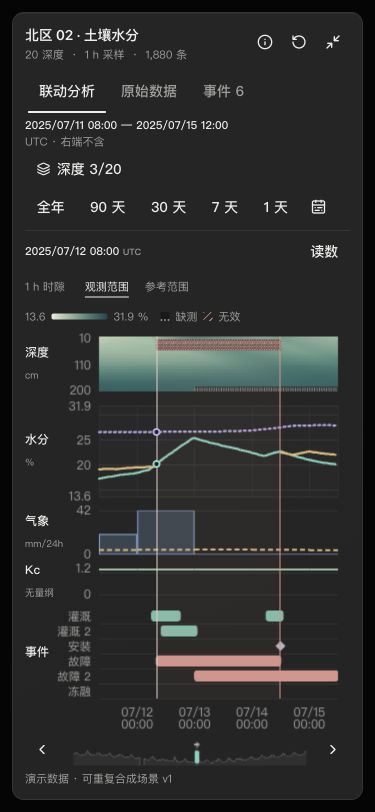 北区 02 · 土壤水分
20 深度 · 1 h 采样 · 1,880 条
联动分析 原始数据 事件 6
2025/07/11 08:00 — 2025/07/15 12:00
UTC · 右端不含
深度 3/20
全年 90 天 30 天 7 天 1 天
2025/07/12 08:00 UTC 读数
1 h 时隙 观测范围 参考范围
13.6 31.9 % 缺测 无效
深度
cm
10
110
200
水分
%
31.9
25
20
13.6
气象
mm/24h
42
0
Kc
无量纲
1.2
0
事件
灌溉
灌溉 2
安装
故障
故障 2
冻融
07/12 07/13 07/14 07/15
00:00 00:00 00:00 00:00
演示数据 · 可重复合成场景 v1